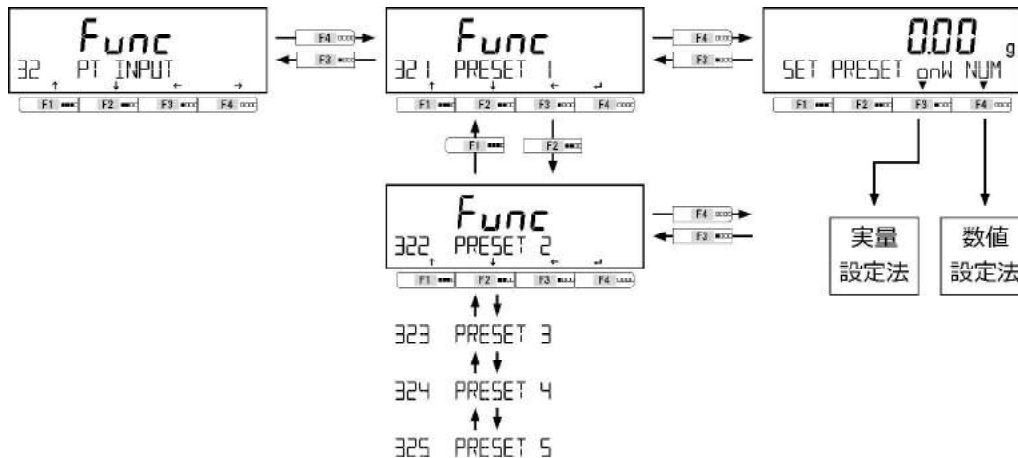 Func
32 PT INPUT
↑ ↓ ← →
F1 F2 F3 F4
F4
F3
Func
321 PRESET 1
↑ ↓ ← ↵
F1 F2 F3 F4
F4
F3
0.00 g
SET PRESET onW NUM
F1 F2 F3 F4
F1
F2
Func
322 PRESET 2
↑ ↓ ← ↵
F1 F2 F3 F4
F4
F3
実量
設定法
数値
設定法
323 PRESET 3
324 PRESET 4
325 PRESET 5